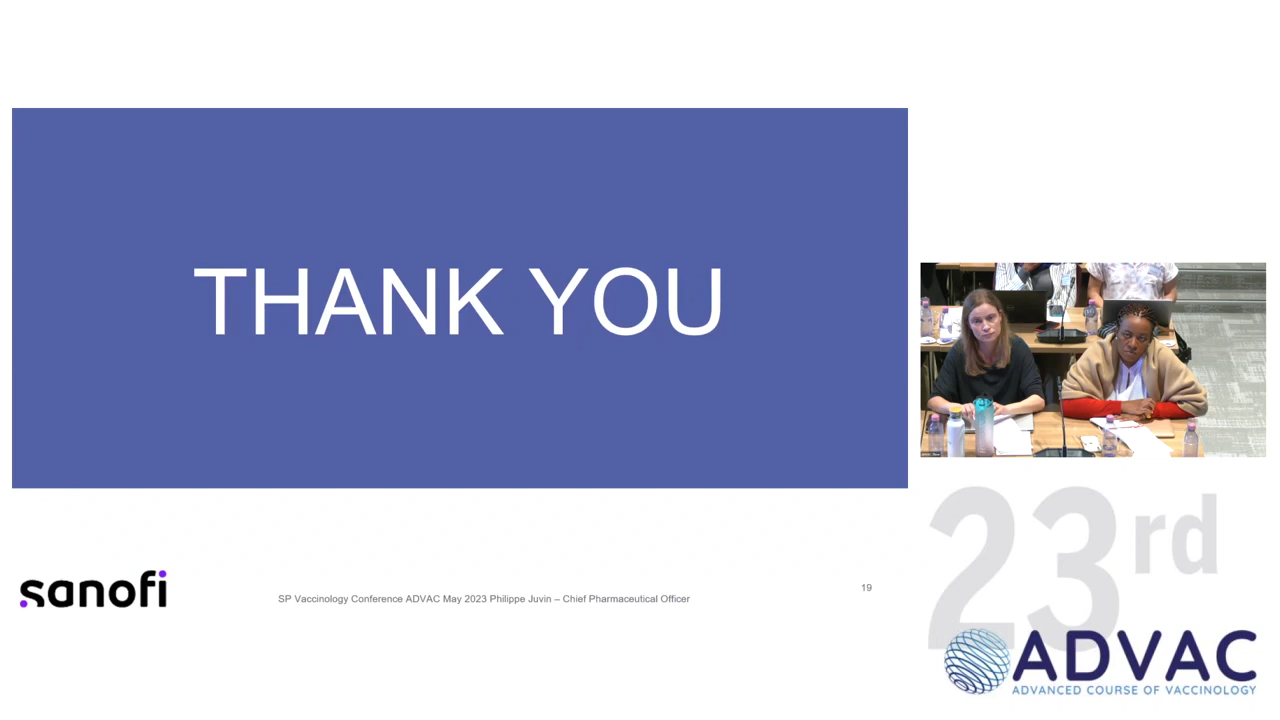 THANK YOU
sanofi
SP Vaccinology Conference ADVAC May 2023 Philippe Juvin – Chief Pharmaceutical Officer
19
23rd
ADVAC
ADVANCED COURSE OF VACCINOLOGY